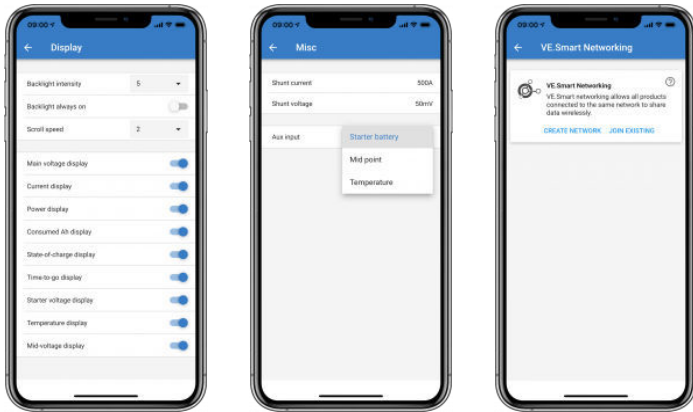 09:00
Display
Backlight intensity 5
Backlight always on
Scroll speed 2
Main voltage display
Current display
Power display
Consumed Ah display
State-of-charge display
Time-to-go display
Starter voltage display
Temperature display
Mid-voltage display
09:00
Misc
Shunt current 500A
Shunt voltage 50mV
Aux input Starter battery
Mid point
Temperature
09:00
VE.Smart Networking
VE.Smart Networking
VE.Smart networking allows all products
connected to the same network to share
data wirelessly.
CREATE NETWORK JOIN EXISTING